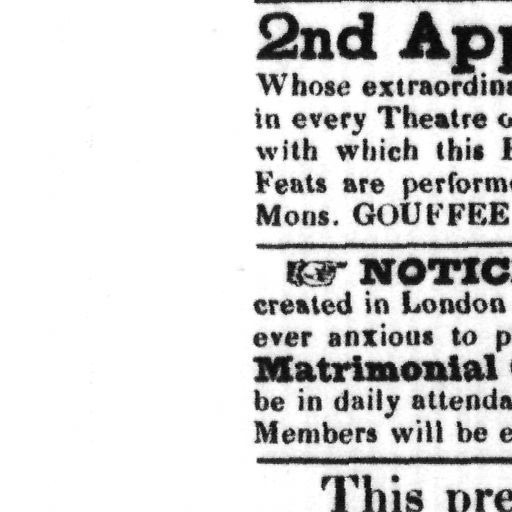 2nd App
Whose extraordina
in every Theatre
with which this
Feats are performe
Mons. GOUFFEE
☞ NOTIC
created in London
ever anxious to p
Matrimonial
be in daily attenda
Members will be e
This pre